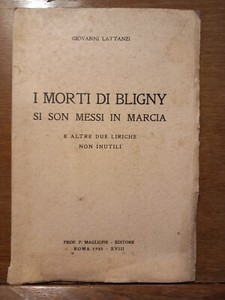 GIOVANNI LATTANZI
I MORTI DI BLIGNY
SI SON MESSI IN MARCIA
E ALTRE DUE LIRICHE
NON INUTILI
PROF. P. MAGLIONE - EDITORE
ROMA 1940 - XVIII